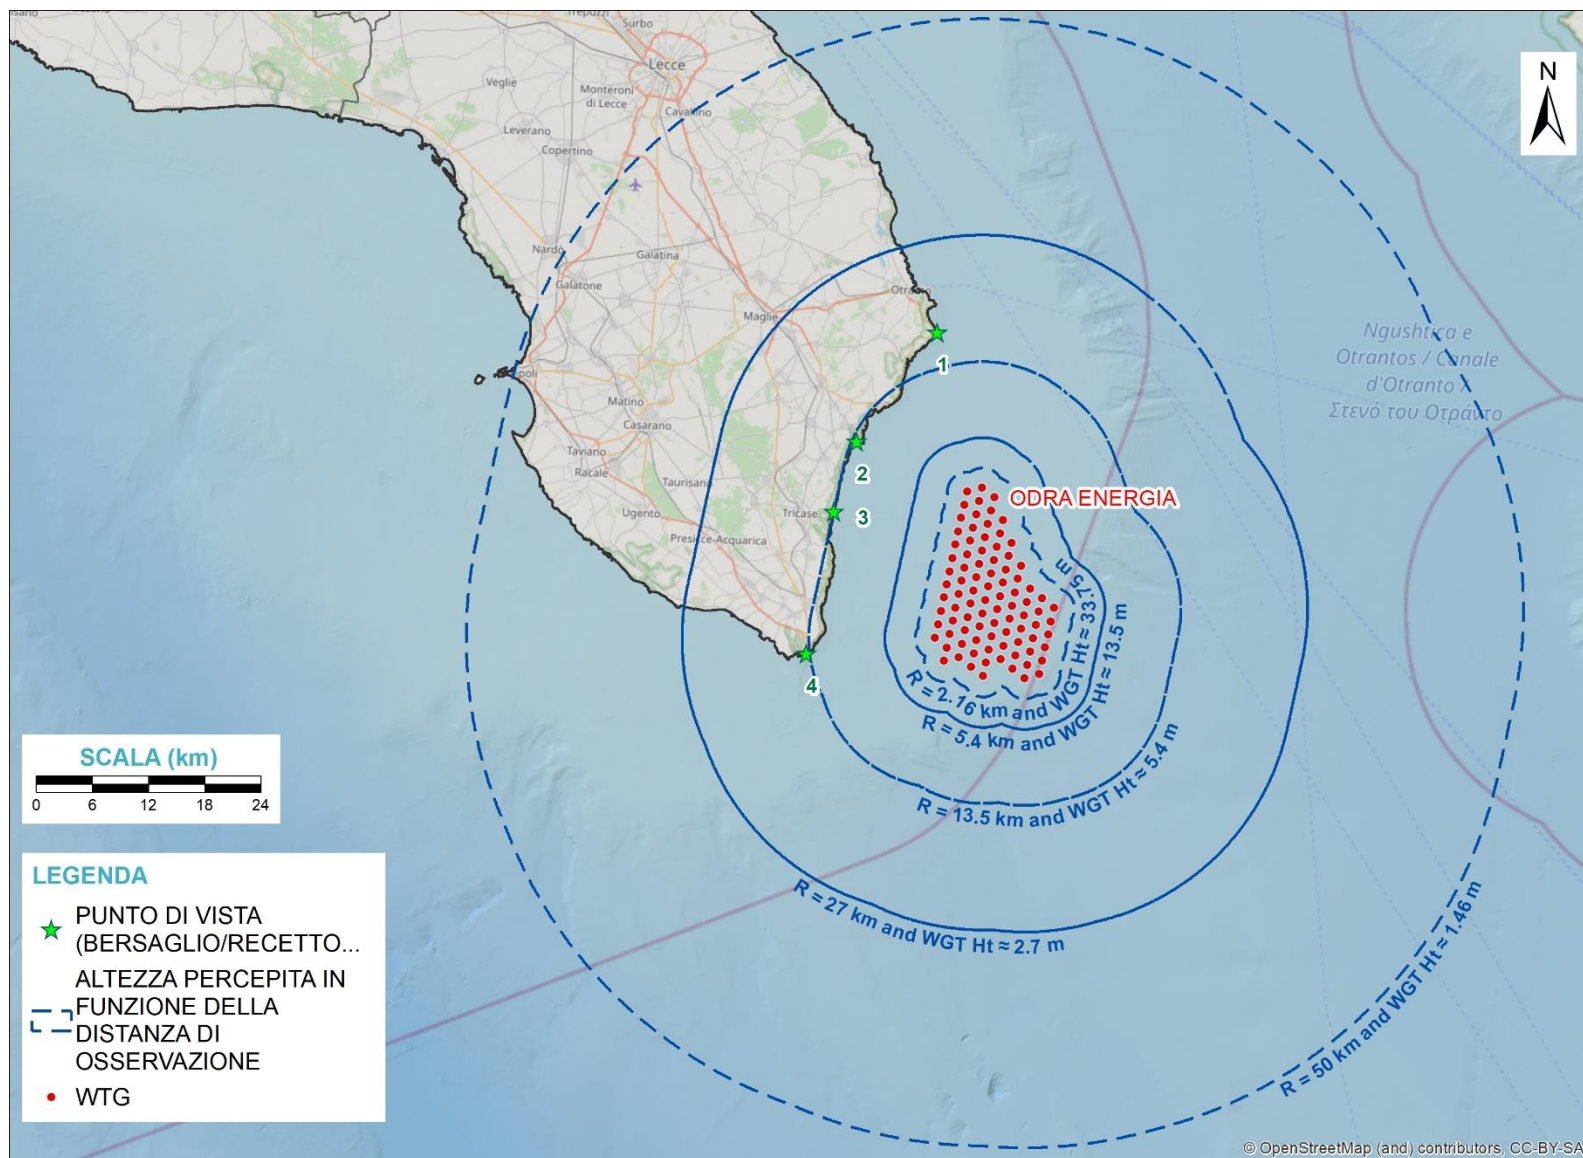 Surbo
Lecce
Veglie
Monteroni
di Lecce
Cavallino
Leverano
Copertino
N
Nardò
Galatina
Galatone
Otranto
Maglie
Ngushtica e
Otrantos / Canale
d'Otranto /
Στενό του Οτράντο
1
Matino
Casarano
Taviano
Racale
2
Taurisano
ODRA ENERGIA
Ugento
Tricase
3
Presicce-Acquarica
4
R = 2.16 km and WGT Ht ≈ 33.75 m
R = 5.4 km and WGT Ht ≈ 13.5 m
R = 13.5 km and WGT Ht ≈ 5.4 m
R = 27 km and WGT Ht ≈ 2.7 m
R = 50 km and WGT Ht ≈ 1.46 m
SCALA (km)
0 6 12 18 24
LEGENDA
PUNTO DI VISTA
(BERSAGLIO/RECETTO...
ALTEZZA PERCEPITA IN
FUNZIONE DELLA
DISTANZA DI
OSSERVAZIONE
WTG
© OpenStreetMap (and) contributors, CC-BY-SA